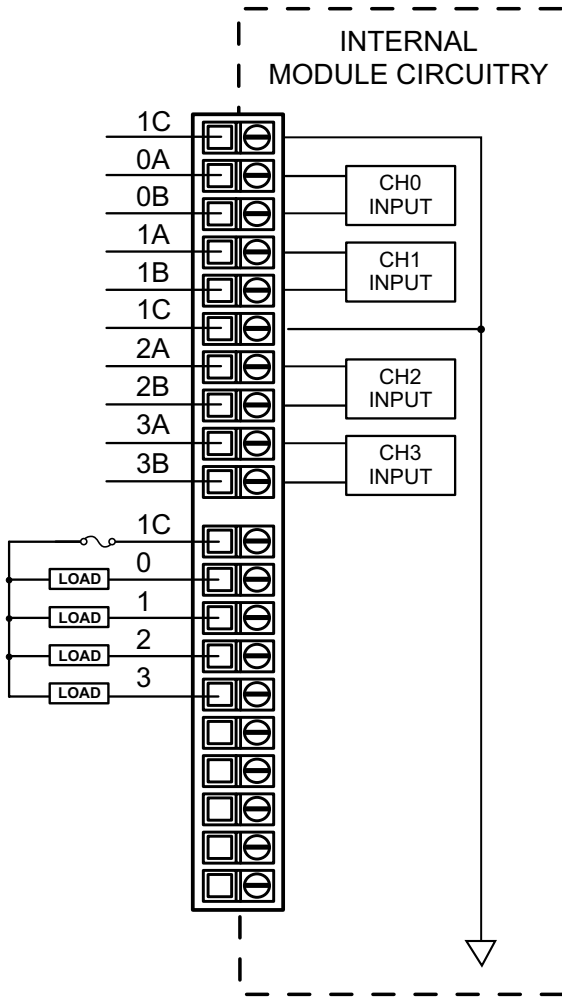 INTERNAL
MODULE CIRCUITRY
1C
0A
0B
CH0
INPUT
1A
1B
CH1
INPUT
1C
2A
2B
CH2
INPUT
3A
3B
CH3
INPUT
1C
0
LOAD
1
LOAD
2
LOAD
3
LOAD